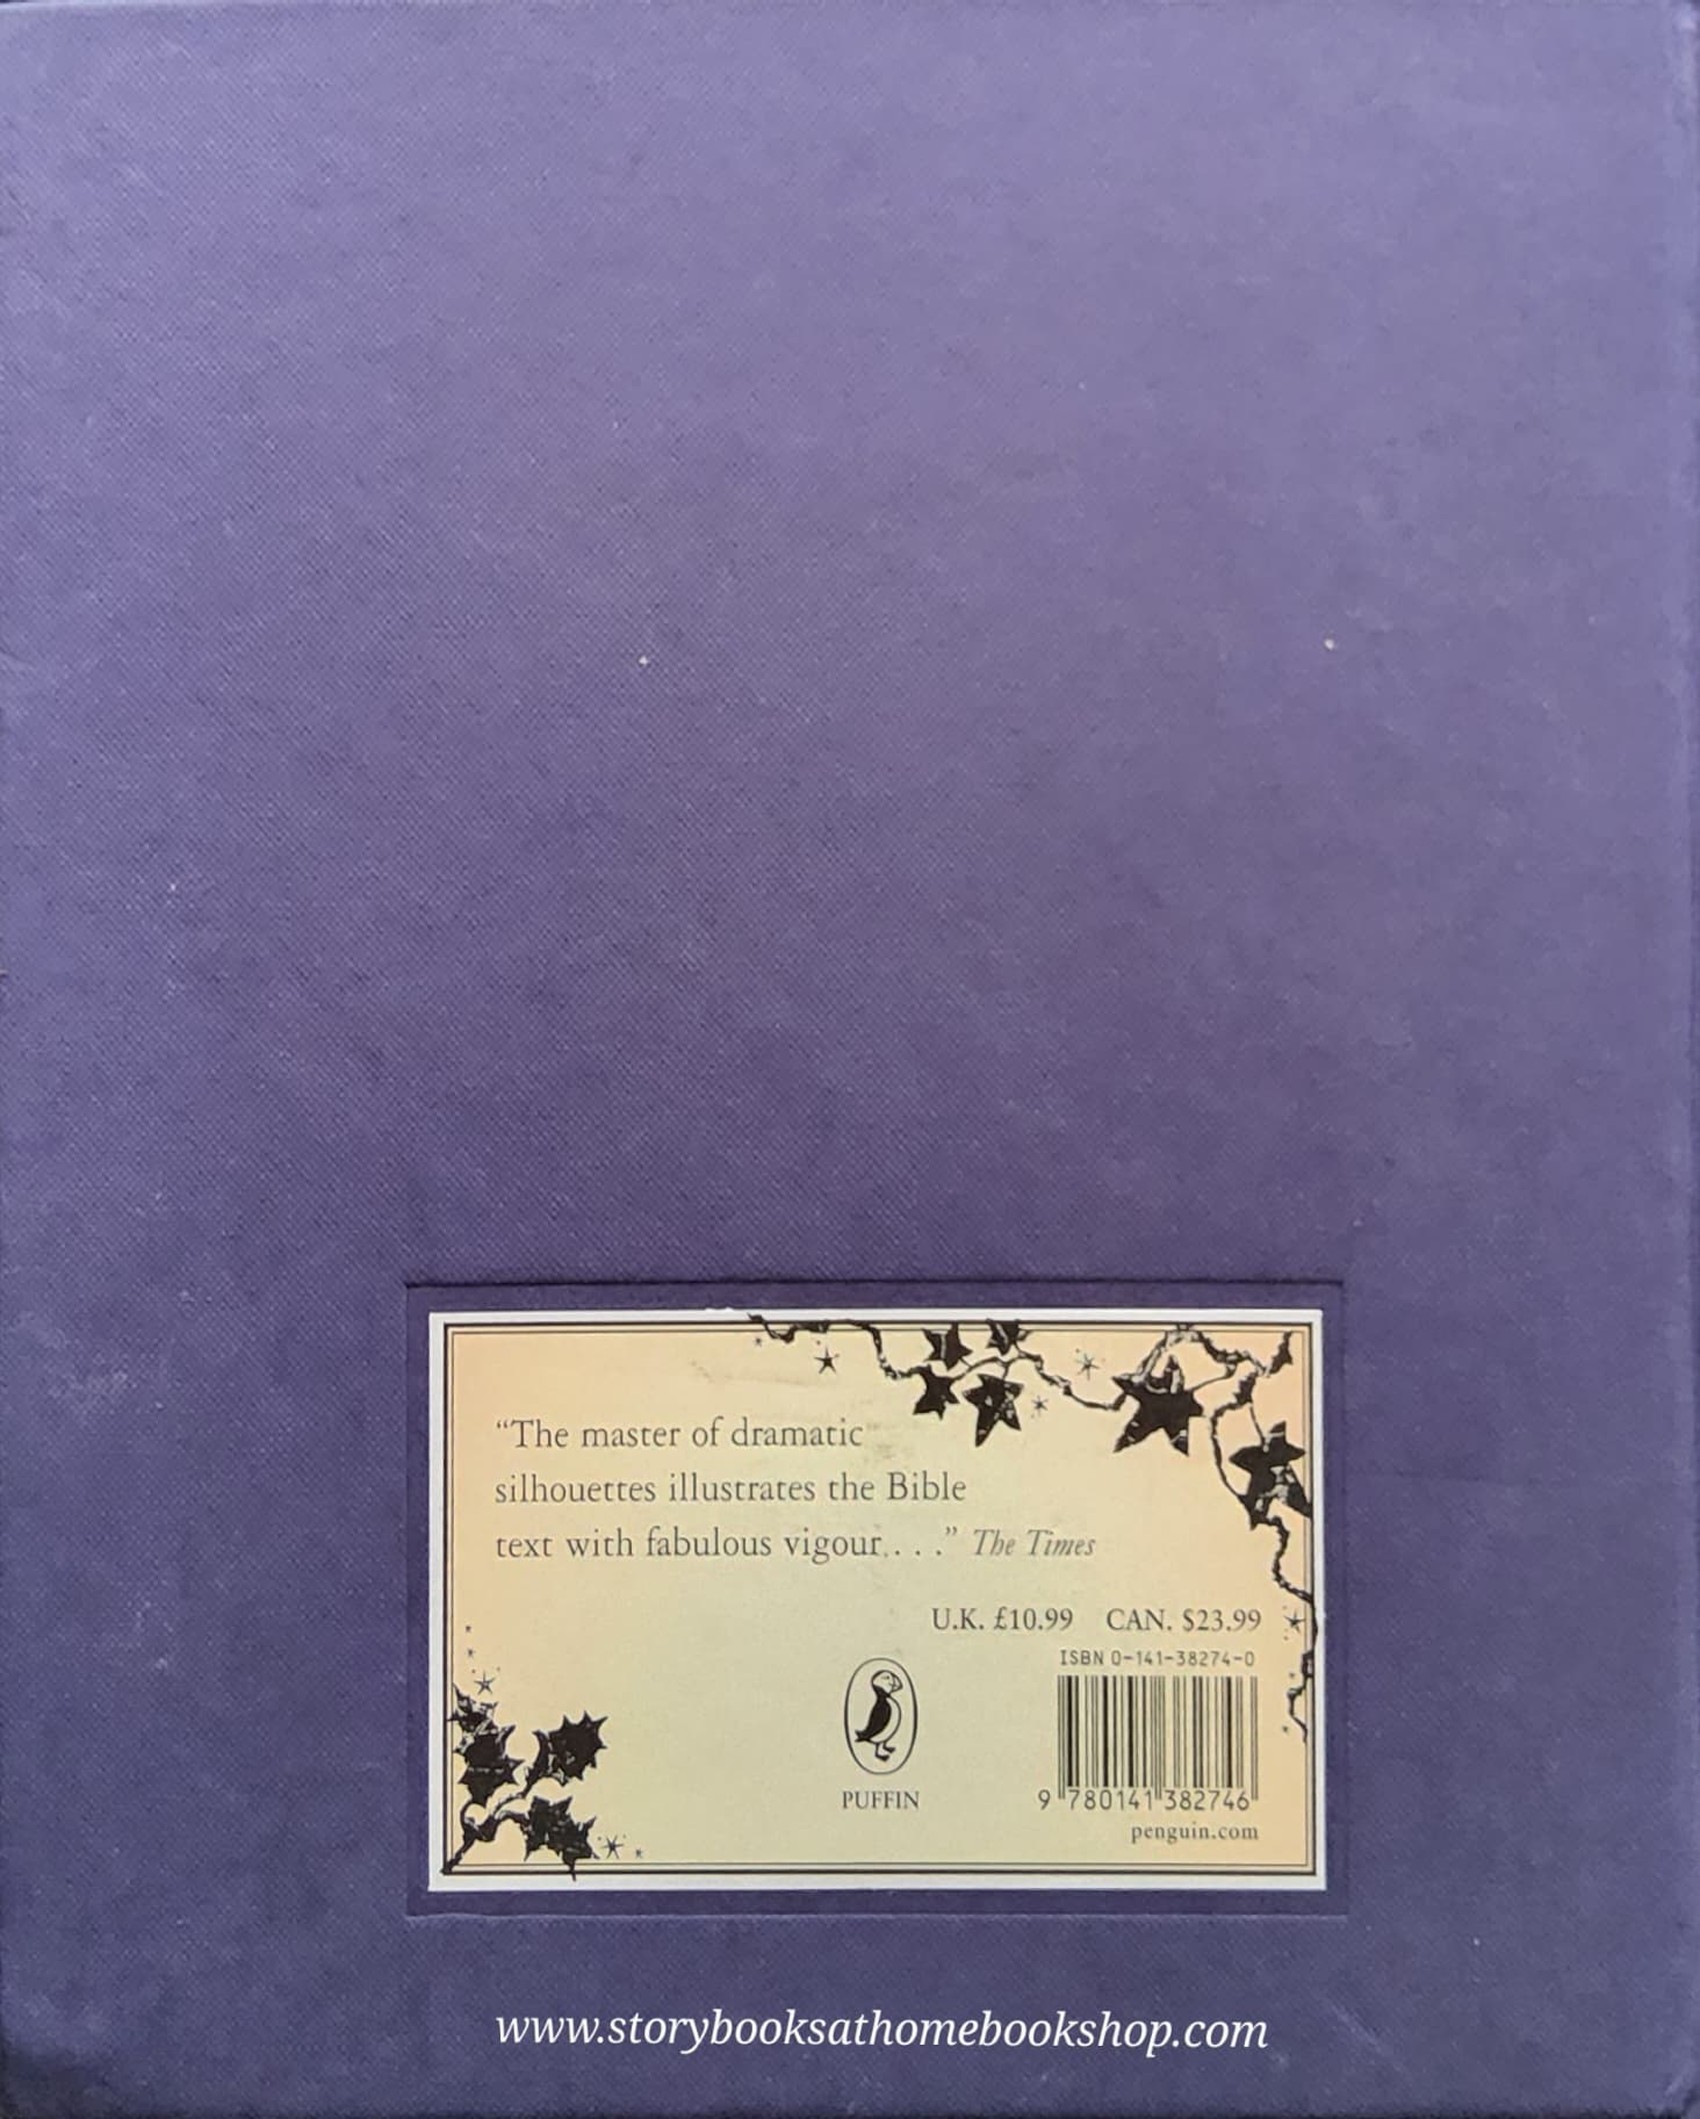 “The master of dramatic
silhouettes illustrates the Bible
text with fabulous vigour. . . .” The Times
U.K. £10.99 CAN. $23.99
ISBN 0-141-38274-0
PUFFIN
9 780141 382746
penguin.com
www.storybooksathomebookshop.com